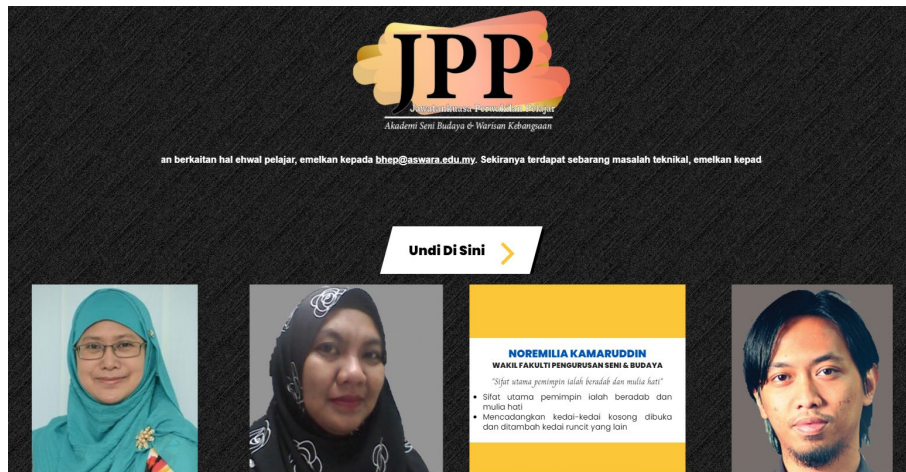 JPP
Jawatankuasa Perwakilan Pelajar
Akademi Seni Budaya & Warisan Kebangsaan
an berkaitan hal ehwal pelajar, emelkan kepada bhep@aswara.edu.my. Sekiranya terdapat sebarang masalah teknikal, emelkan kepad
Undi Di Sini
NOREMILIA KAMARUDDIN
WAKIL FAKULTI PENGURUSAN SENI & BUDAYA
"Sifat utama pemimpin ialah beradab dan mulia hati"
• Sifat utama pemimpin ialah beradab dan
mulia hati
• Mencadangkan kedai-kedai kosong dibuka
dan ditambah kedai runcit yang lain